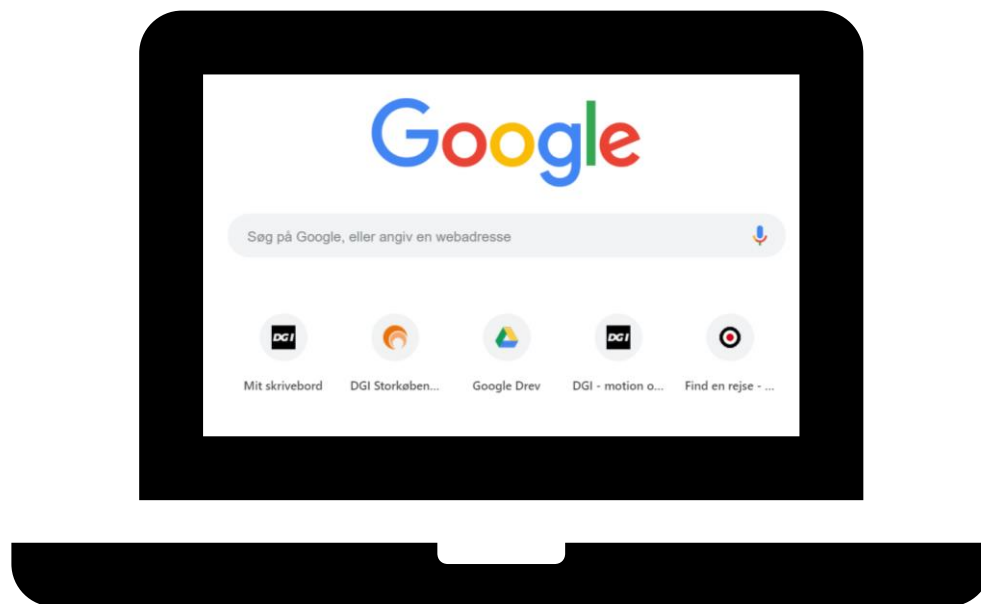 Google
Søg på Google, eller angiv en webadresse
DGI DGI
Mit skrivebord DGI Storkøben... Google Drev DGI - motion o... Find en rejse - ...